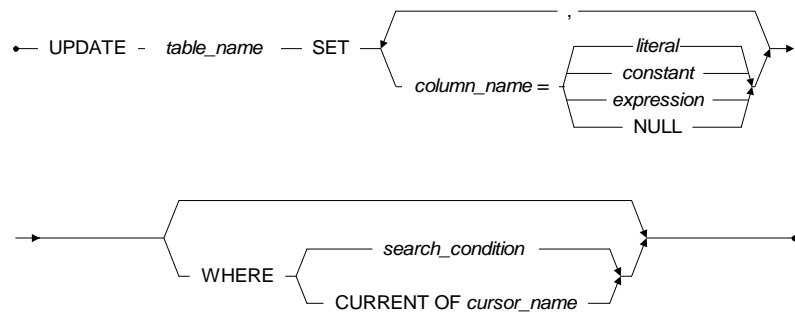 ,
UPDATE table_name SET
column_name =
literal
constant
expression
NULL
WHERE
search_condition
CURRENT OF cursor_name